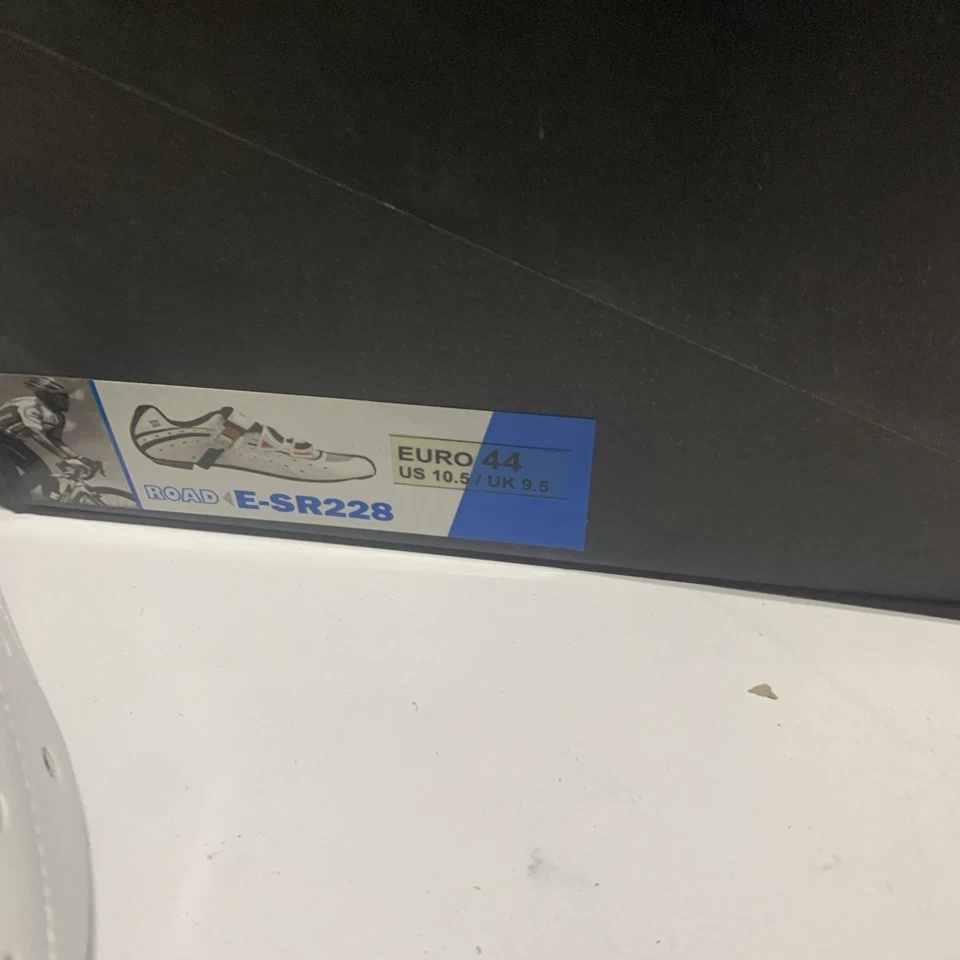 EURO 44
US 10.5 / UK 9.5
ROAD E-SR228